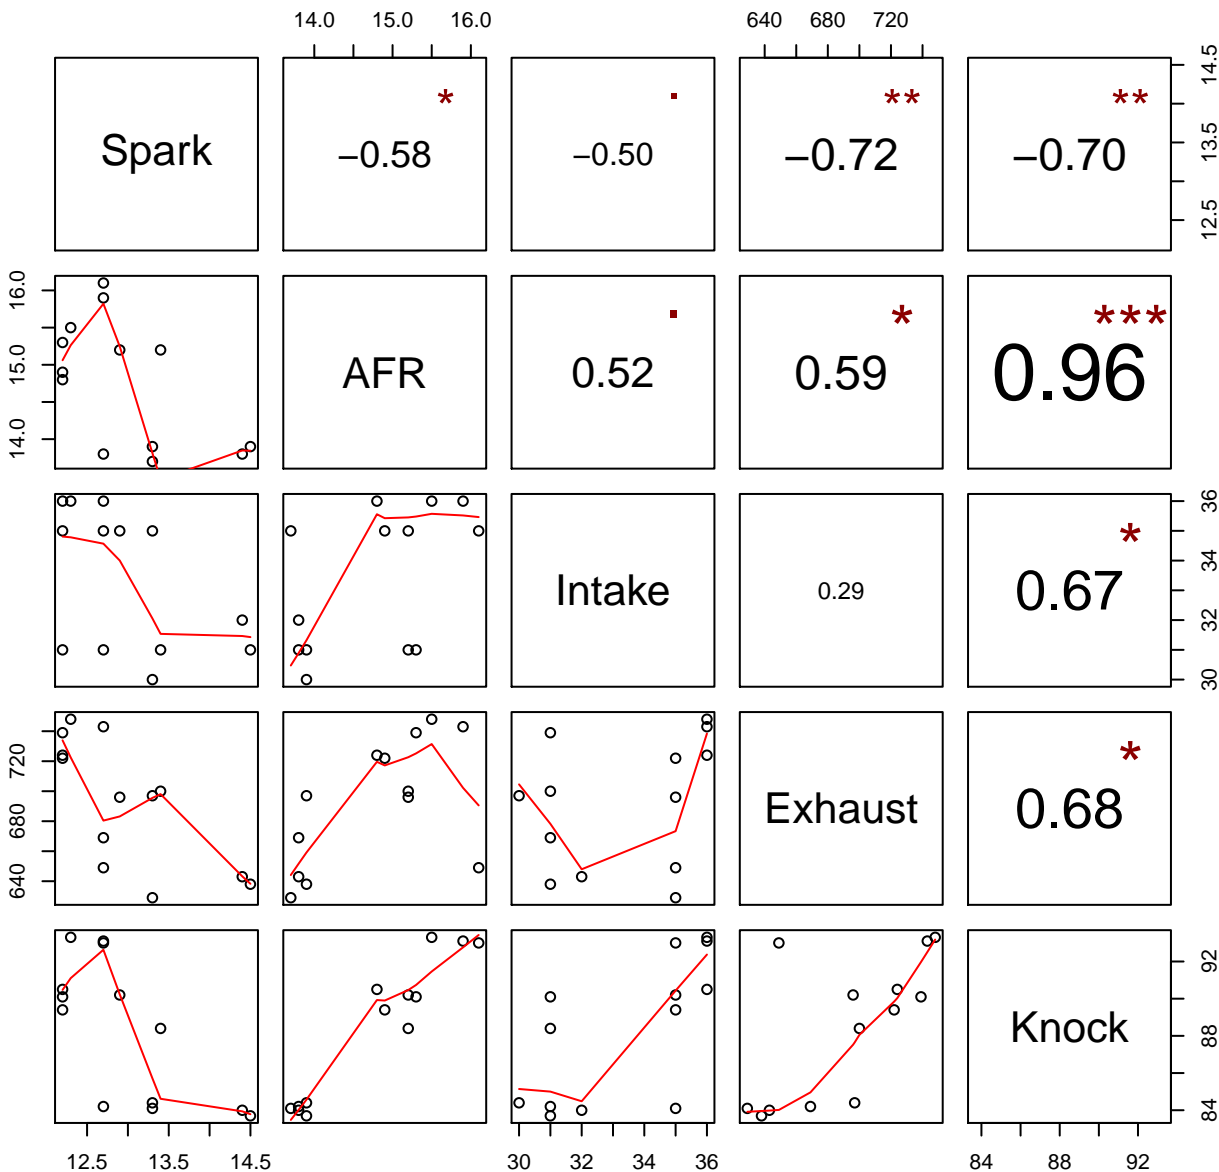 14.0 15.0 16.0 640 680 720
* . ** **
Spark −0.58 −0.50 −0.72 −0.70
12.5 13.5 14.5
. * ***
AFR 0.52 0.59 0.96
14.0 15.0 16.0
*
Intake 0.29 0.67
30 32 34 36
*
Exhaust 0.68
640 680 720
Knock
84 88 92
12.5 13.5 14.5 30 32 34 36 84 88 92